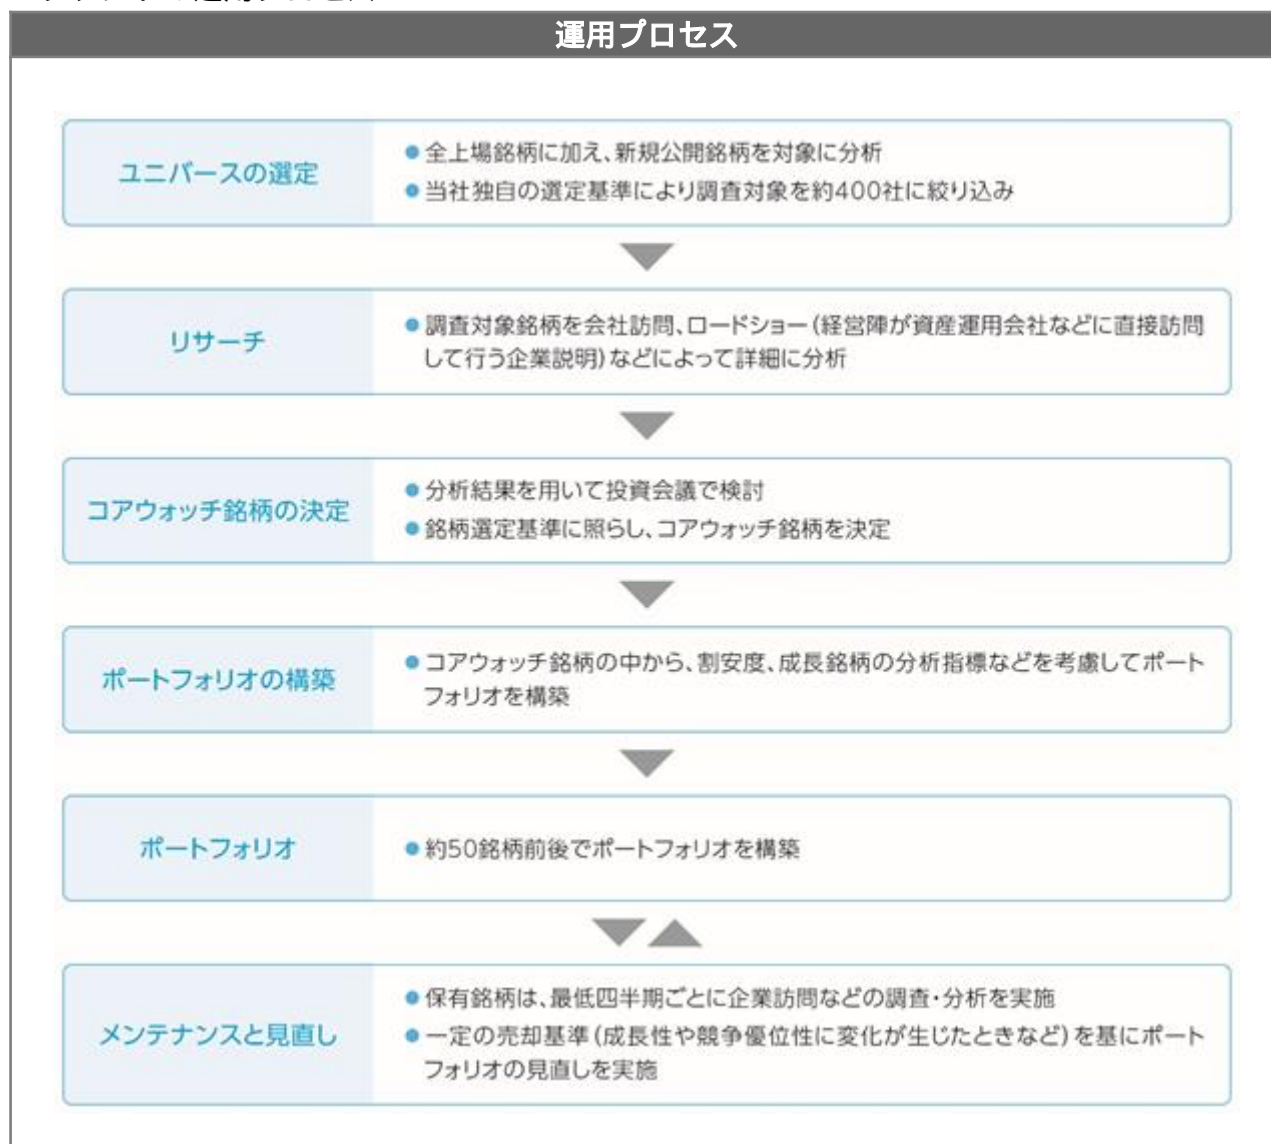 運用プロセス
ユニバースの選定
●全上場銘柄に加え、新規公開銘柄を対象に分析
●当社独自の選定基準により調査対象を約400社に絞り込み
リサーチ
●調査対象銘柄を会社訪問、ロードショー(経営陣が資産運用会社などに直接訪問
して行う企業説明)などによって詳細に分析
コアウォッチ銘柄の決定
●分析結果を用いて投資会議で検討
●銘柄選定基準に照らし、コアウォッチ銘柄を決定
ポートフォリオの構築
●コアウォッチ銘柄の中から、割安度、成長銘柄の分析指標などを考慮してポート
フォリオを構築
ポートフォリオ
●約50銘柄前後でポートフォリオを構築
メンテナンスと見直し
●保有銘柄は、最低四半期ごとに企業訪問などの調査・分析を実施
●一定の売却基準(成長性や競争優位性に変化が生じたときなど)を基にポート
フォリオの見直しを実施